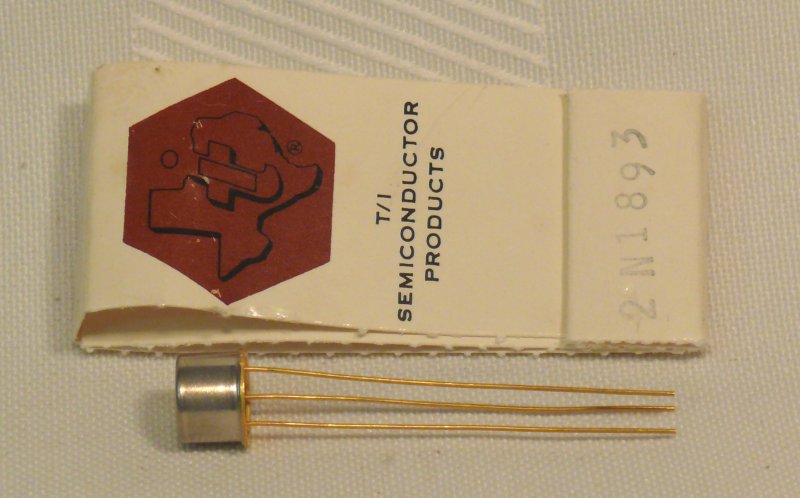 T/I
SEMICONDUCTOR
PRODUCTS
2N1893
®